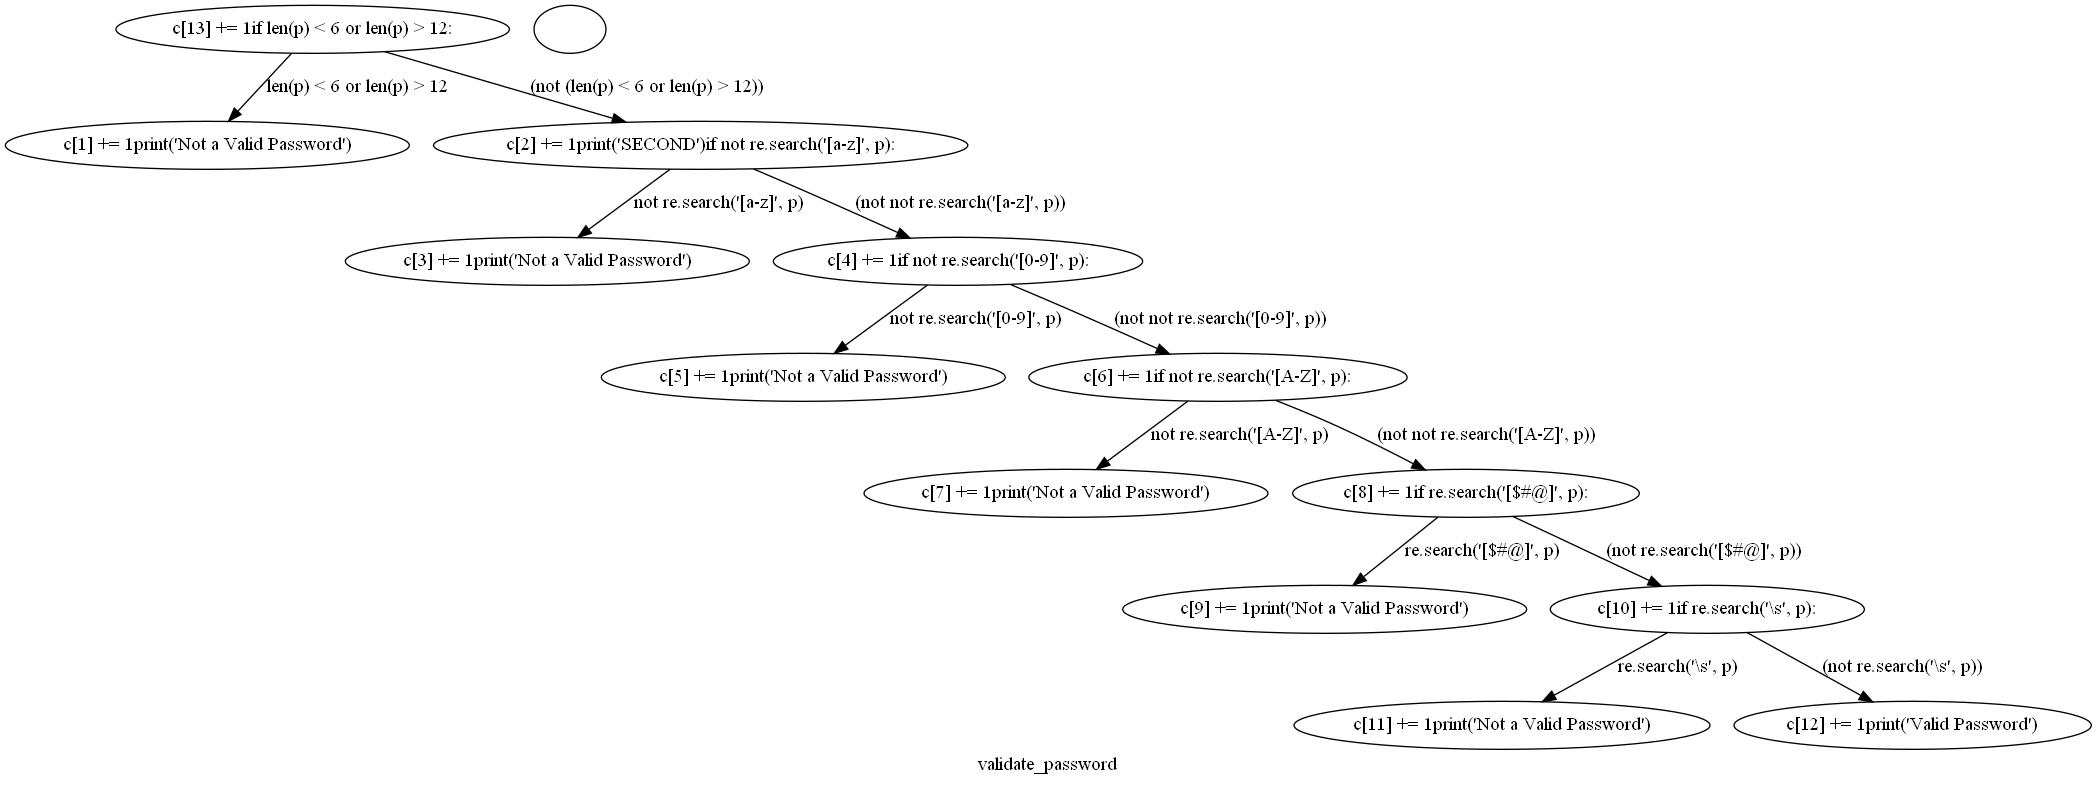 c[13] += 1if len(p) < 6 or len(p) > 12:
len(p) < 6 or len(p) > 12
(not (len(p) < 6 or len(p) > 12))
c[1] += 1print('Not a Valid Password')
c[2] += 1print('SECOND')if not re.search('[a-z]', p):
not re.search('[a-z]', p)
(not not re.search('[a-z]', p))
c[3] += 1print('Not a Valid Password')
c[4] += 1if not re.search('[0-9]', p):
not re.search('[0-9]', p)
(not not re.search('[0-9]', p))
c[5] += 1print('Not a Valid Password')
c[6] += 1if not re.search('[A-Z]', p):
not re.search('[A-Z]', p)
(not not re.search('[A-Z]', p))
c[7] += 1print('Not a Valid Password')
c[8] += 1if re.search('[$#@]', p):
re.search('[$#@]', p)
(not re.search('[$#@]', p))
c[9] += 1print('Not a Valid Password')
c[10] += 1if re.search('\s', p):
re.search('\s', p)
(not re.search('\s', p))
c[11] += 1print('Not a Valid Password')
c[12] += 1print('Valid Password')
validate_password